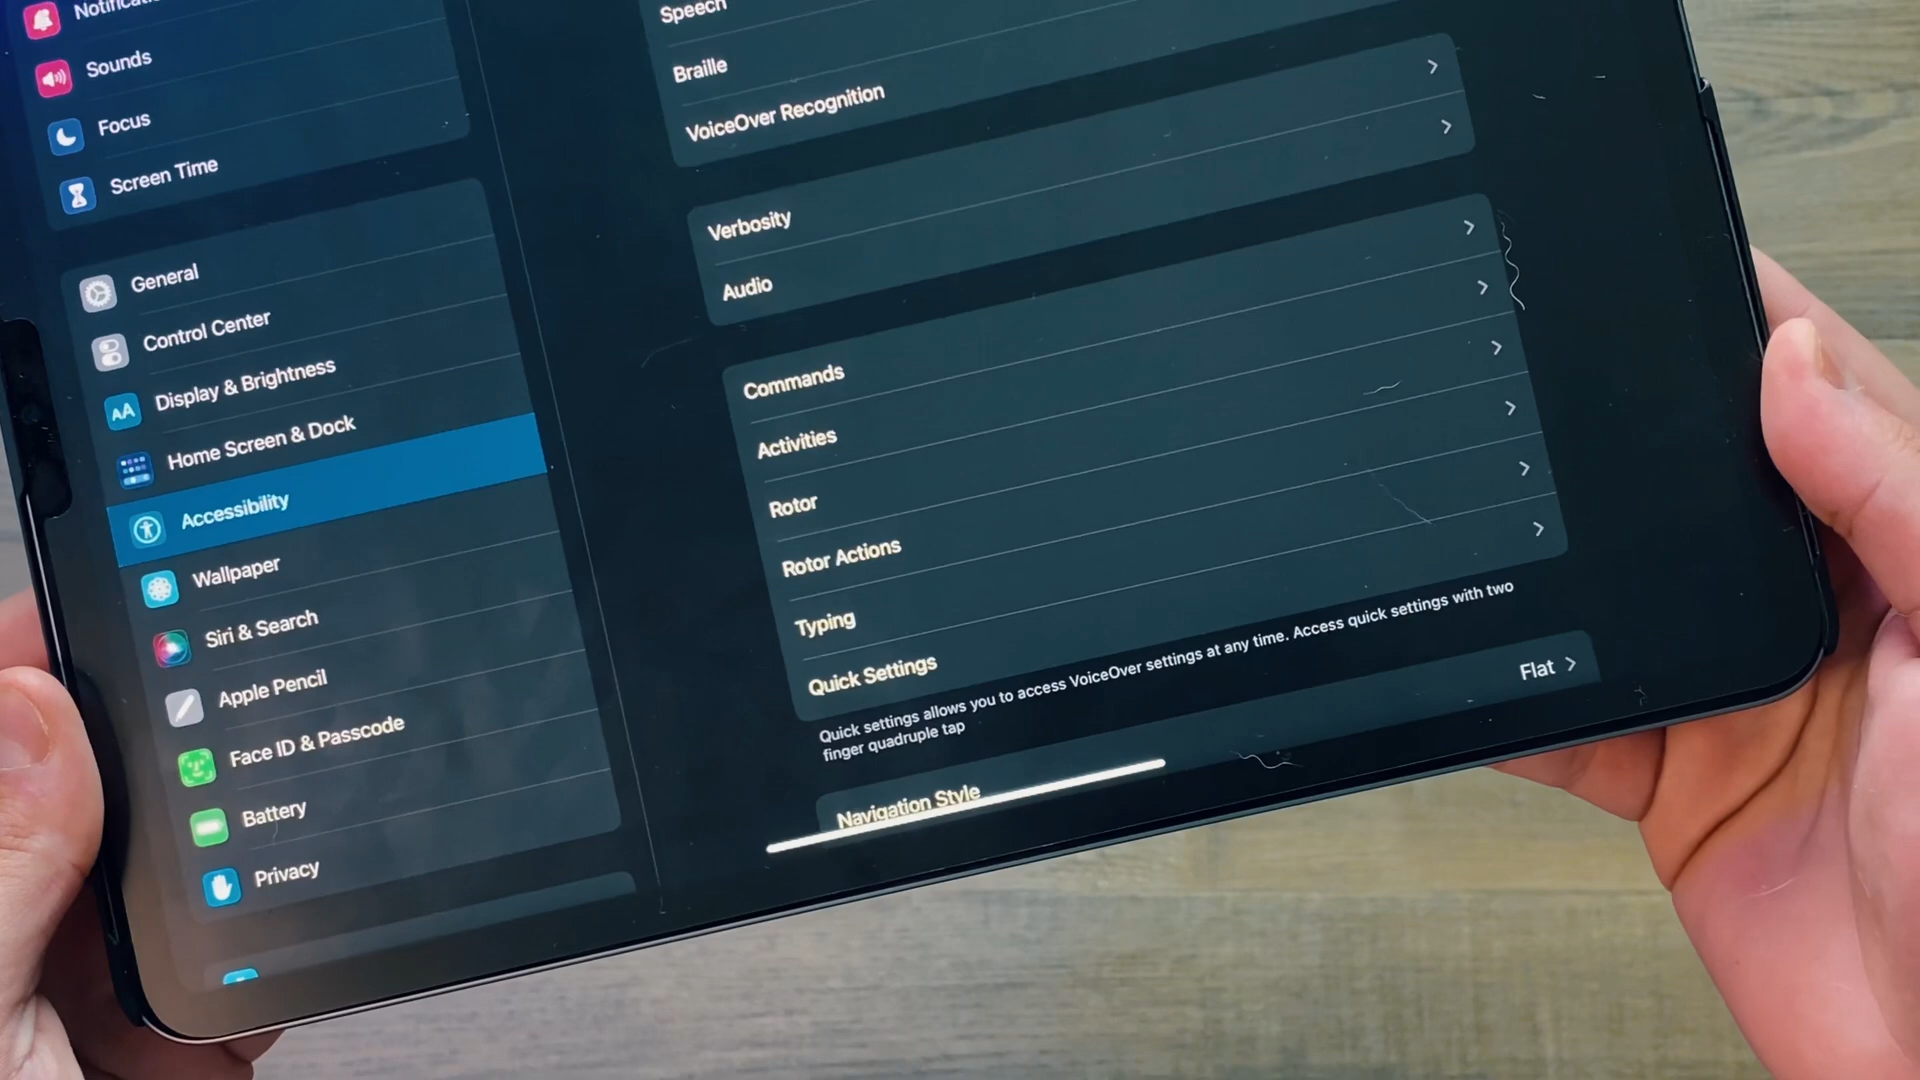 Sounds
Focus
Screen Time
General
Control Center
Display & Brightness
Home Screen & Dock
Accessibility
Wallpaper
Siri & Search
Apple Pencil
Face ID & Passcode
Battery
Privacy
Speech
Braille
VoiceOver Recognition
Verbosity
Audio
Commands
Activities
Rotor
Rotor Actions
Typing
Quick Settings
Quick settings allows you to access VoiceOver settings at any time. Access quick settings with two
finger quadruple tap
Navigation Style
Flat